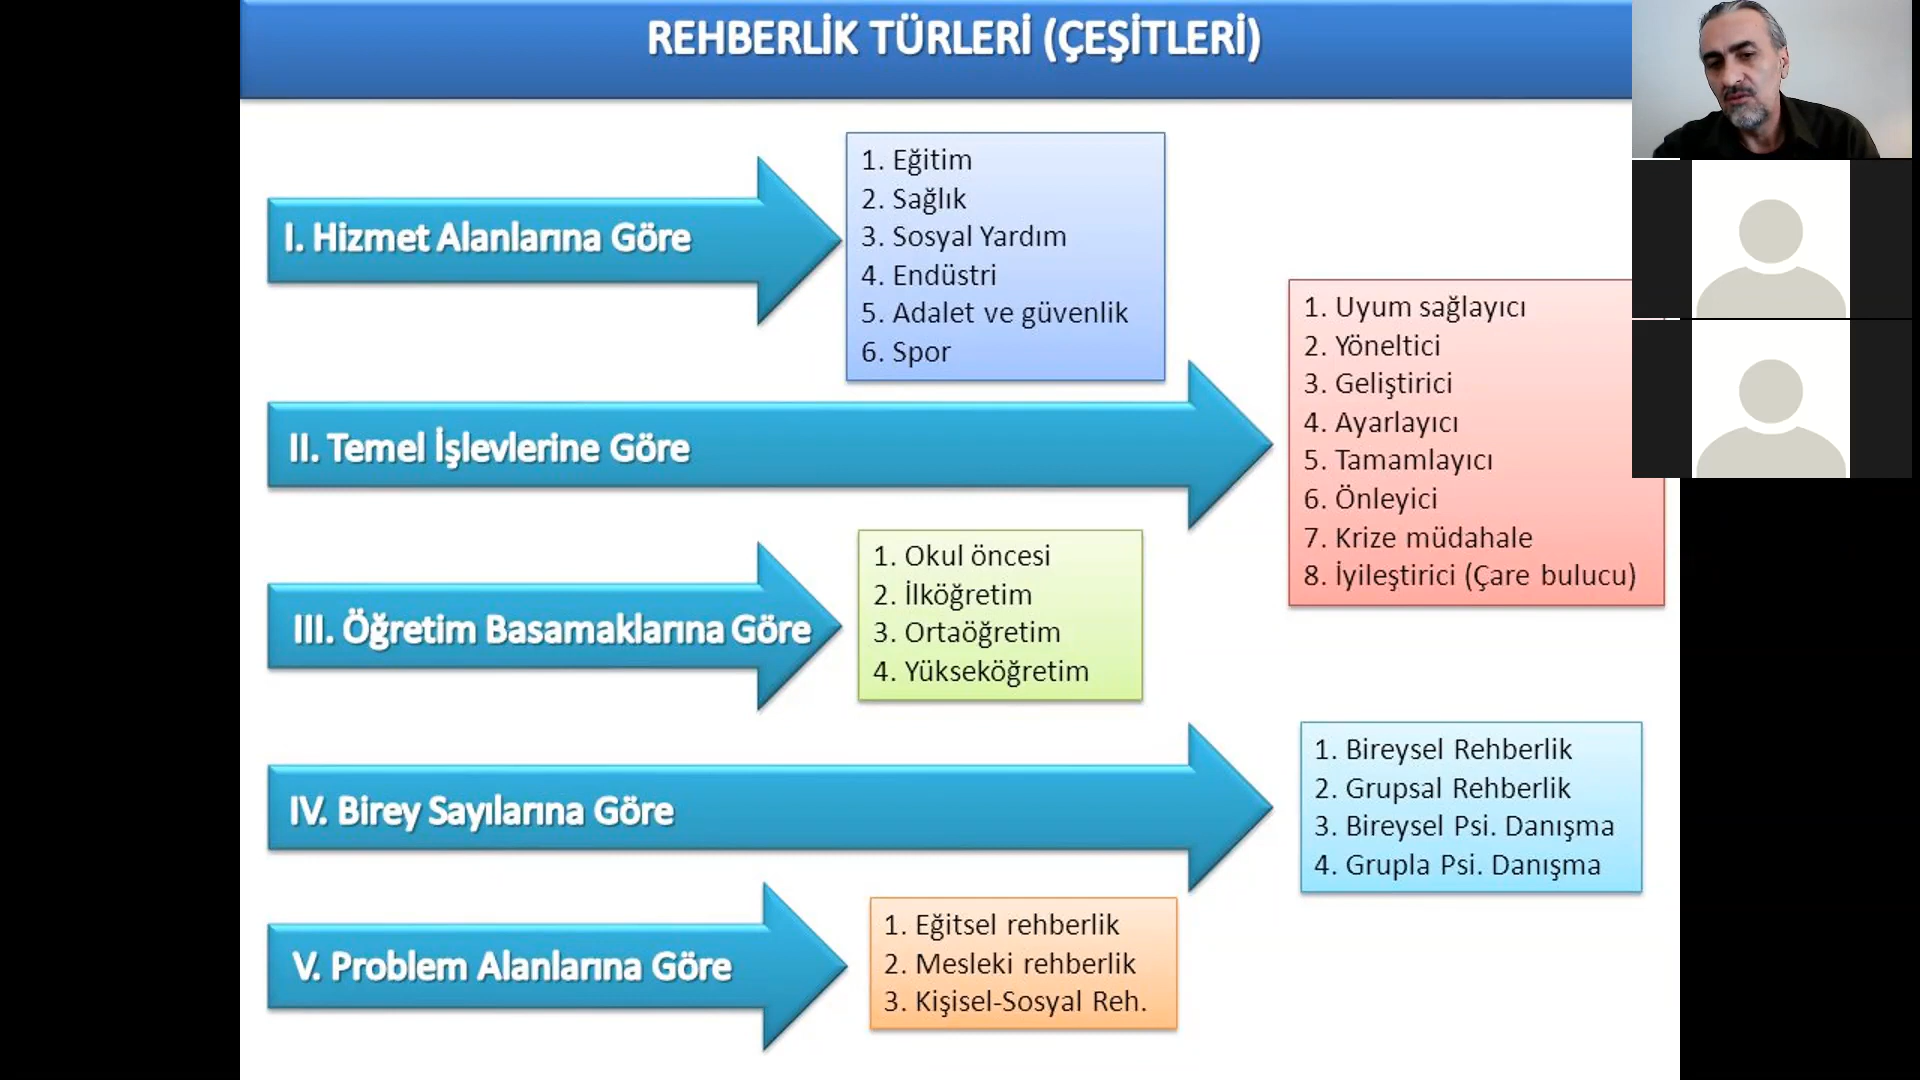 REHBERLİK TÜRLERİ (ÇEŞİTLERİ)
I. Hizmet Alanlarına Göre
1. Eğitim
2. Sağlık
3. Sosyal Yardım
4. Endüstri
5. Adalet ve güvenlik
6. Spor
II. Temel İşlevlerine Göre
1. Uyum sağlayıcı
2. Yöneltici
3. Geliştirici
4. Ayarlayıcı
5. Tamamlayıcı
6. Önleyici
7. Krize müdahale
8. İyileştirici (Çare bulucu)
III. Öğretim Basamaklarına Göre
1. Okul öncesi
2. İlköğretim
3. Ortaöğretim
4. Yükseköğretim
IV. Birey Sayılarına Göre
1. Bireysel Rehberlik
2. Grupsal Rehberlik
3. Bireysel Psi. Danışma
4. Grupla Psi. Danışma
V. Problem Alanlarına Göre
1. Eğitsel rehberlik
2. Mesleki rehberlik
3. Kişisel-Sosyal Reh.